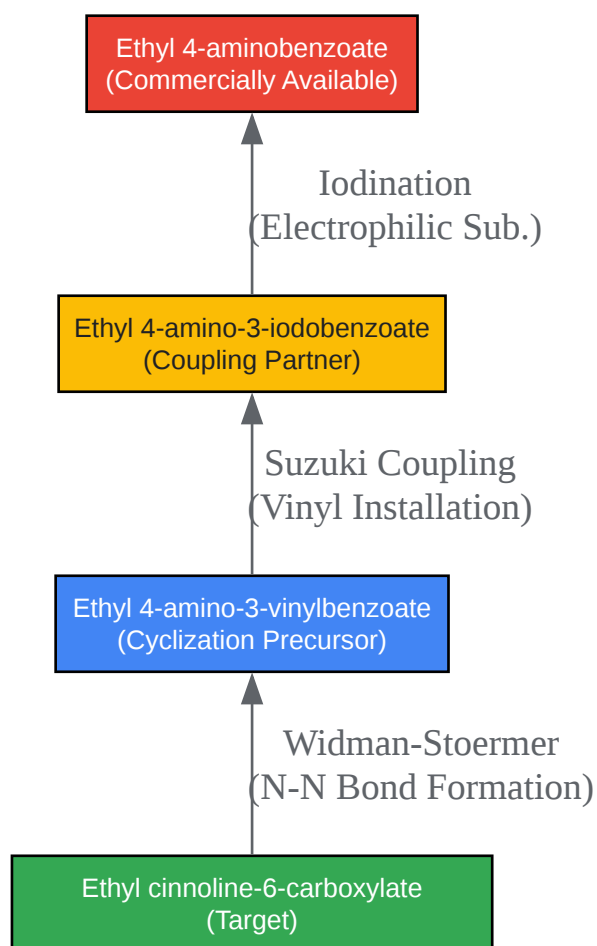 Ethyl 4-aminobenzoate
(Commercially Available)
Iodination
(Electrophilic Sub.)
Ethyl 4-amino-3-iodobenzoate
(Coupling Partner)
Suzuki Coupling
(Vinyl Installation)
Ethyl 4-amino-3-vinylbenzoate
(Cyclization Precursor)
Widman-Stoermer
(N-N Bond Formation)
Ethyl cinnoline-6-carboxylate
(Target)